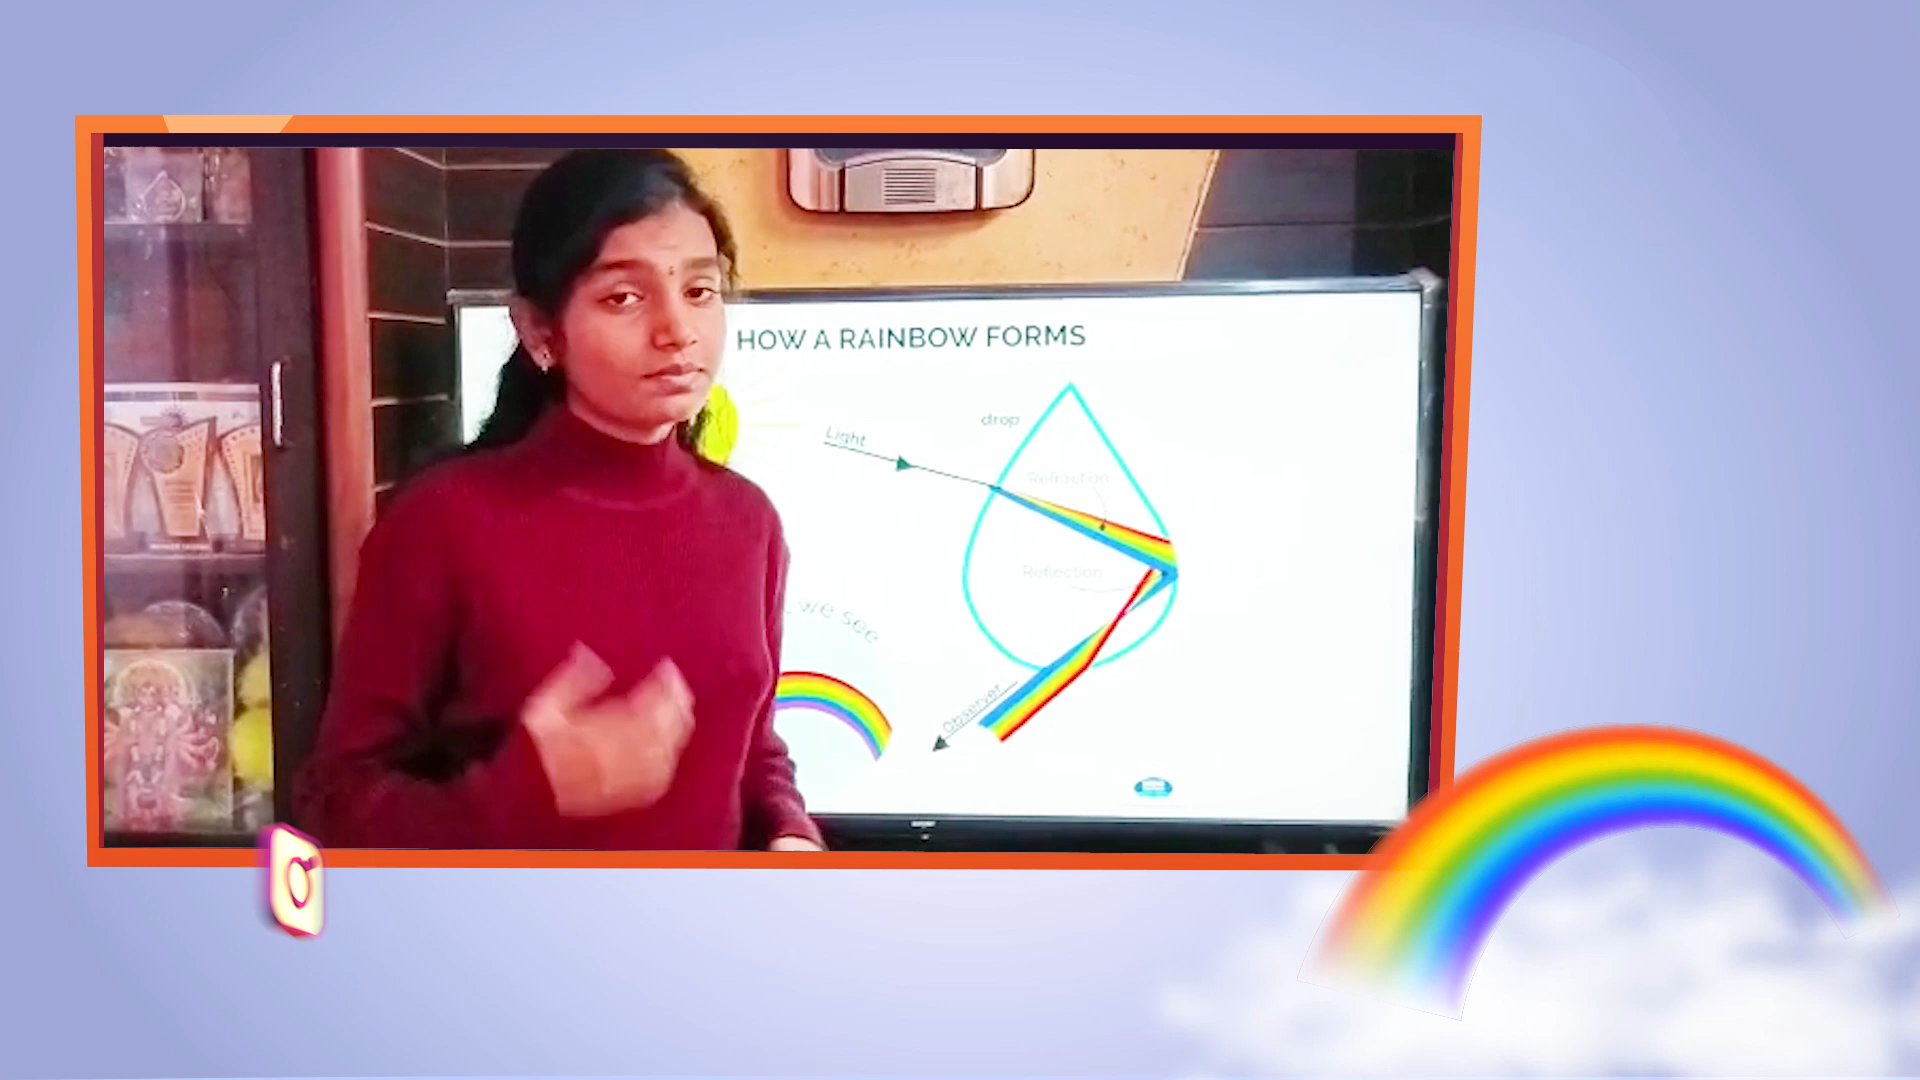 HOW A RAINBOW FORMS
drop
Light
Refraction
Reflection
we see
Observer